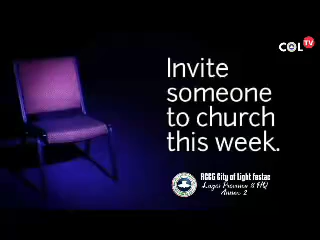 COL TV
Invite
someone
to church
this week.
RCCG City of Light Festac
Lagos Province 8 HQ
Annex 2